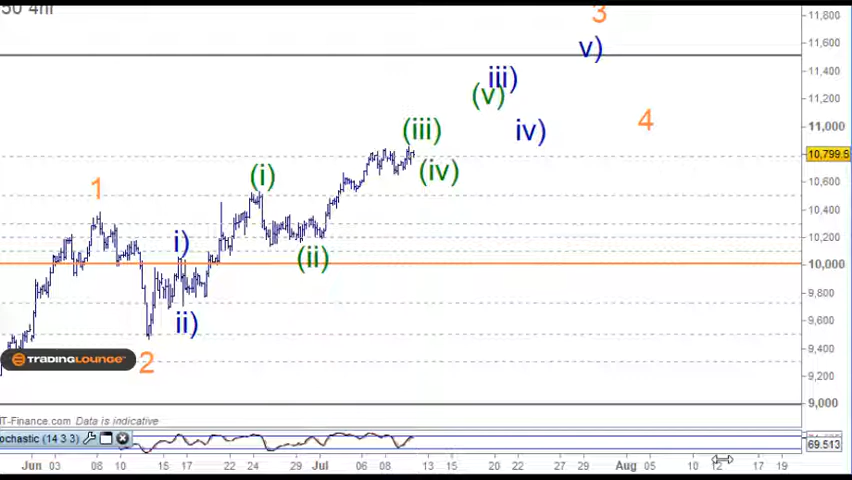 50 4hr
3
11,800
11,600
v)
11,400
iii)
(v)
11,200
iv)
4
11,000
(iii)
10,799.5
(iv)
10,600
(i)
1
10,400
i)
10,200
(ii)
10,000
9,800
ii)
9,600
9,400
TRADINGLOUNGE
2
9,200
9,000
IT-Finance.com Data is indicative
ochastic (14 3 3)
69.513
Jun 03 08 10 15 17 22 24 29 Jul 06 08 13 15 20 22 27 29 Aug 05 10 12 17 19